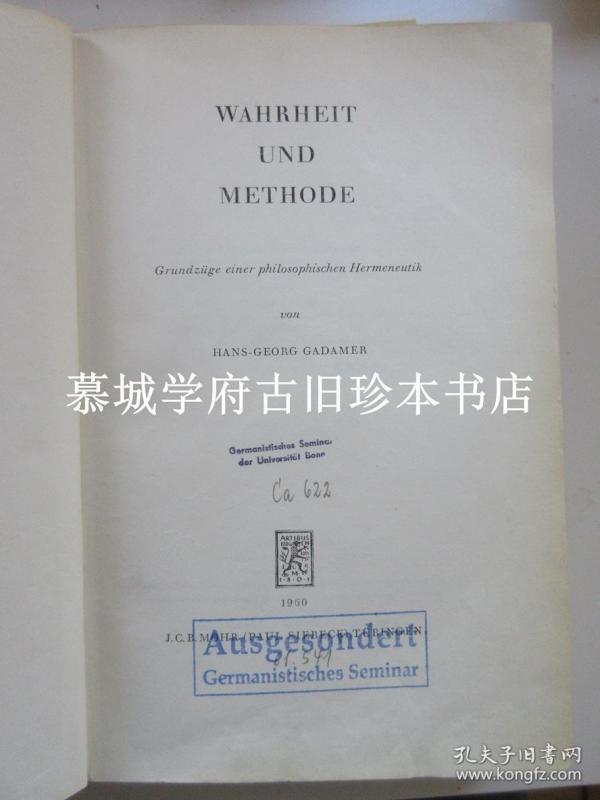 WAHRHEIT
UND
METHODE
Grundzüge einer philosophischen Hermeneutik
von
HANS-GEORG GADAMER
慕城学府古旧珍本书店
Germanistisches Seminar
der Universität Bonn
Ca 622
ARTIBUS
1801
1960
J.C.B. MOHR (PAUL SIEBECK) TÜBINGEN
Ausgesondert
Germanistisches Seminar
孔夫子旧书网
www.kongfz.com